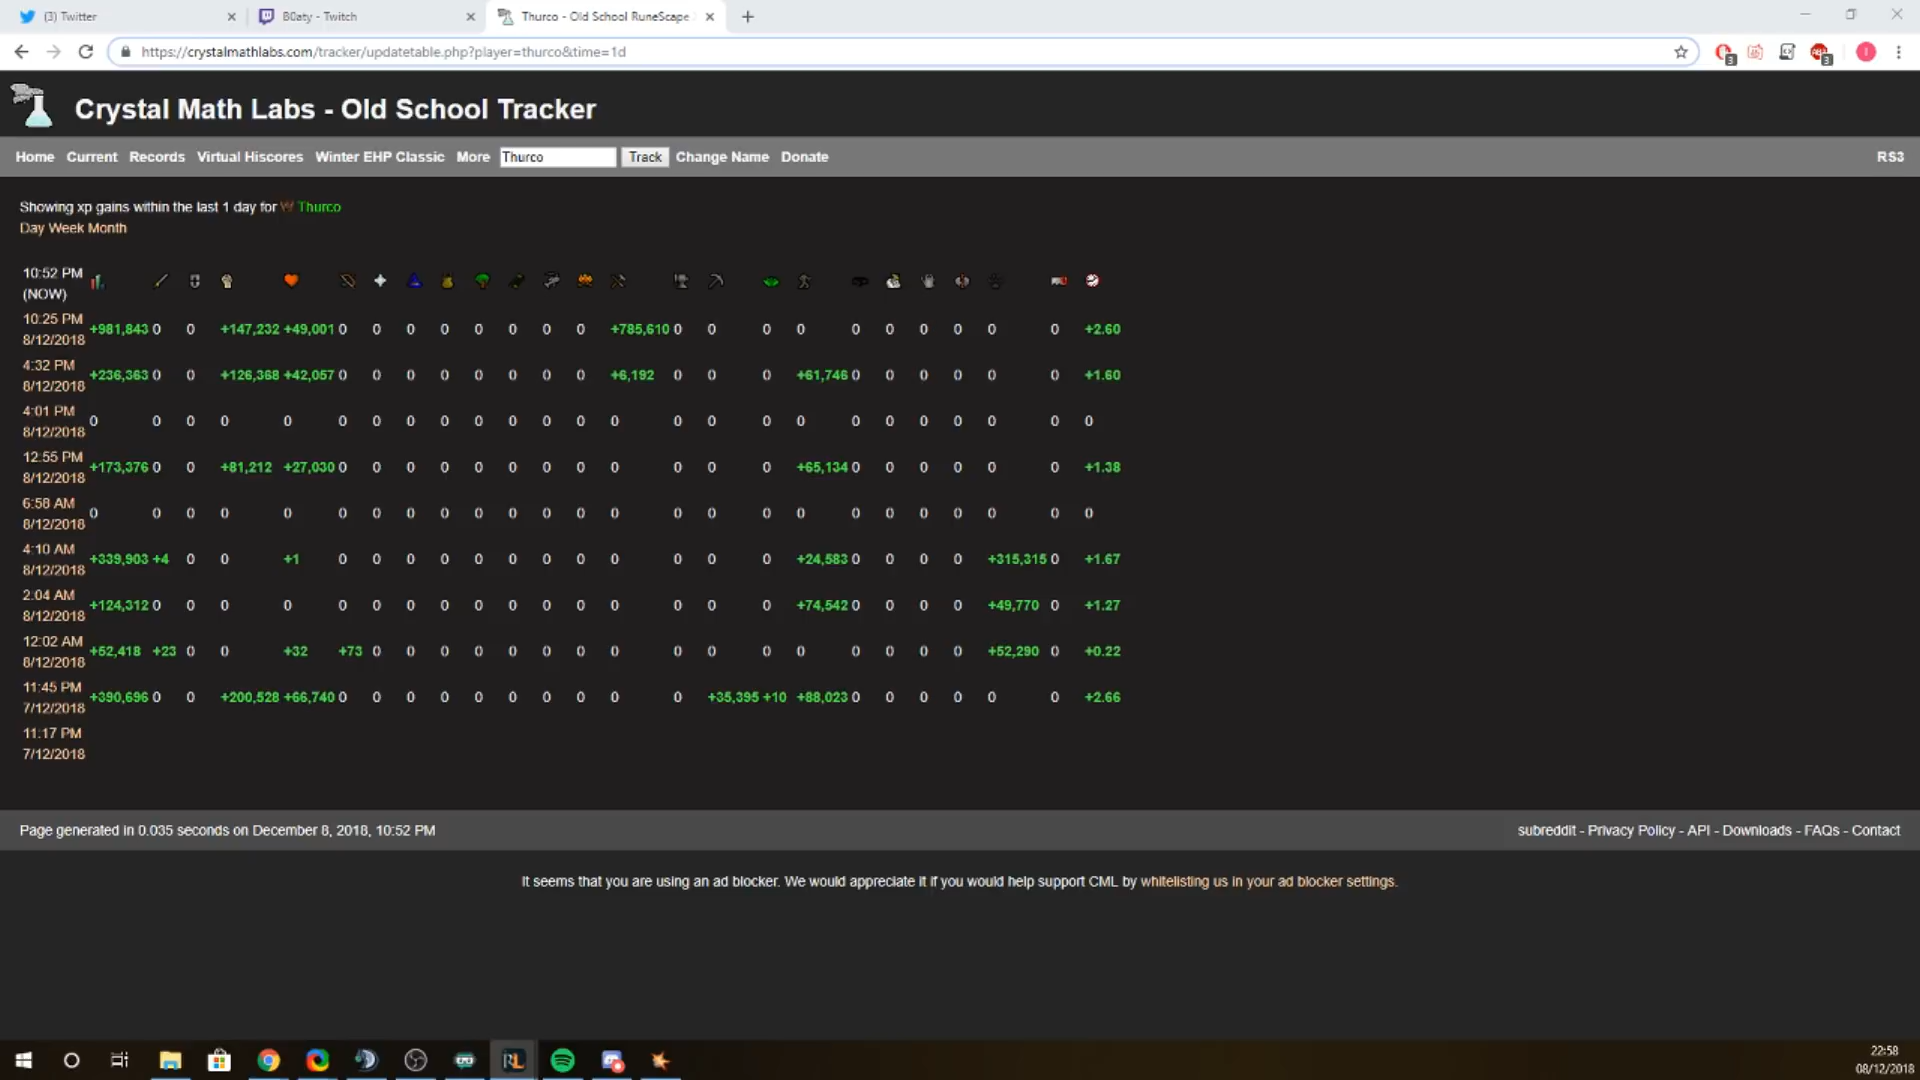 (3) Twitter
B0aty - Twitch
Thurco - Old School RuneScape
https://crystalmathlabs.com/tracker/updatetable.php?player=thurco&time=1d
3
3
Crystal Math Labs - Old School Tracker
Home Current Records Virtual Hiscores Winter EHP Classic More Thurco Track Change Name Donate RS3
Showing xp gains within the last 1 day for W Thurco
Day Week Month
10:52 PM
(NOW)
10:25 PM
8/12/2018
+981,843 0 0 +147,232 +49,001 0 0 0 0 0 0 0 0 +785,610 0 0 0 0 0 0 0 0 0 0 +2.60
4:32 PM
8/12/2018
+236,363 0 0 +126,368 +42,057 0 0 0 0 0 0 0 0 +6,192 0 0 0 +61,746 0 0 0 0 0 0 +1.60
4:01 PM
8/12/2018
0 0 0 0 0 0 0 0 0 0 0 0 0 0 0 0 0 0 0 0 0 0 0 0 0
12:55 PM
8/12/2018
+173,376 0 0 +81,212 +27,030 0 0 0 0 0 0 0 0 0 0 0 0 +65,134 0 0 0 0 0 0 +1.38
6:58 AM
8/12/2018
0 0 0 0 0 0 0 0 0 0 0 0 0 0 0 0 0 0 0 0 0 0 0 0 0
4:10 AM
8/12/2018
+339,903 +4 0 0 +1 0 0 0 0 0 0 0 0 0 0 0 0 +24,583 0 0 0 0 +315,315 0 +1.67
2:04 AM
8/12/2018
+124,312 0 0 0 0 0 0 0 0 0 0 0 0 0 0 0 0 +74,542 0 0 0 0 +49,770 0 +1.27
12:02 AM
8/12/2018
+52,418 +23 0 0 +32 +73 0 0 0 0 0 0 0 0 0 0 0 0 0 0 0 0 +52,290 0 +0.22
11:45 PM
7/12/2018
+390,696 0 0 +200,528 +66,740 0 0 0 0 0 0 0 0 0 0 +35,395 +10 +88,023 0 0 0 0 0 0 +2.66
11:17 PM
7/12/2018
Page generated in 0.035 seconds on December 8, 2018, 10:52 PM
subreddit - Privacy Policy - API - Downloads - FAQs - Contact
It seems that you are using an ad blocker. We would appreciate it if you would help support CML by whitelisting us in your ad blocker settings.
22:58
08/12/2018